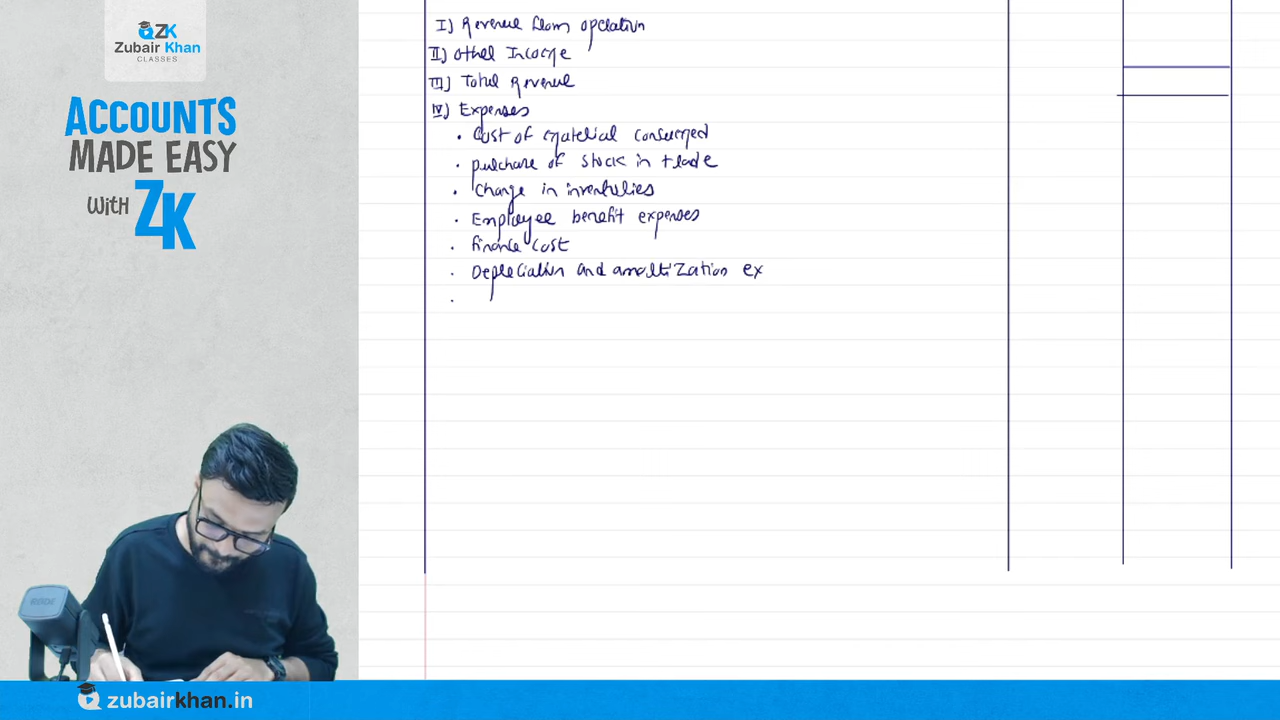 ZK
Zubair Khan
CLASSES
ACCOUNTS
MADE EASY
WITH ZK
I) Revenue from operation
II) Other Income
III) Total Revenue
IV) Expenses
• Cost of material consumed
• purchase of stock in trade
• Change in inventories
• Employee benefit expenses
• finance cost
• Depreciation and amortization ex
•
RODE
zubairkhan.in